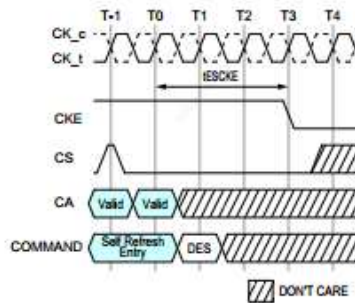 T-1 T0 T1 T2 T3 T4
CK_c
CK_t
tESCKE
CKE
CS
CA Valid Valid
COMMAND Self Refresh Entry DES
DON'T CARE